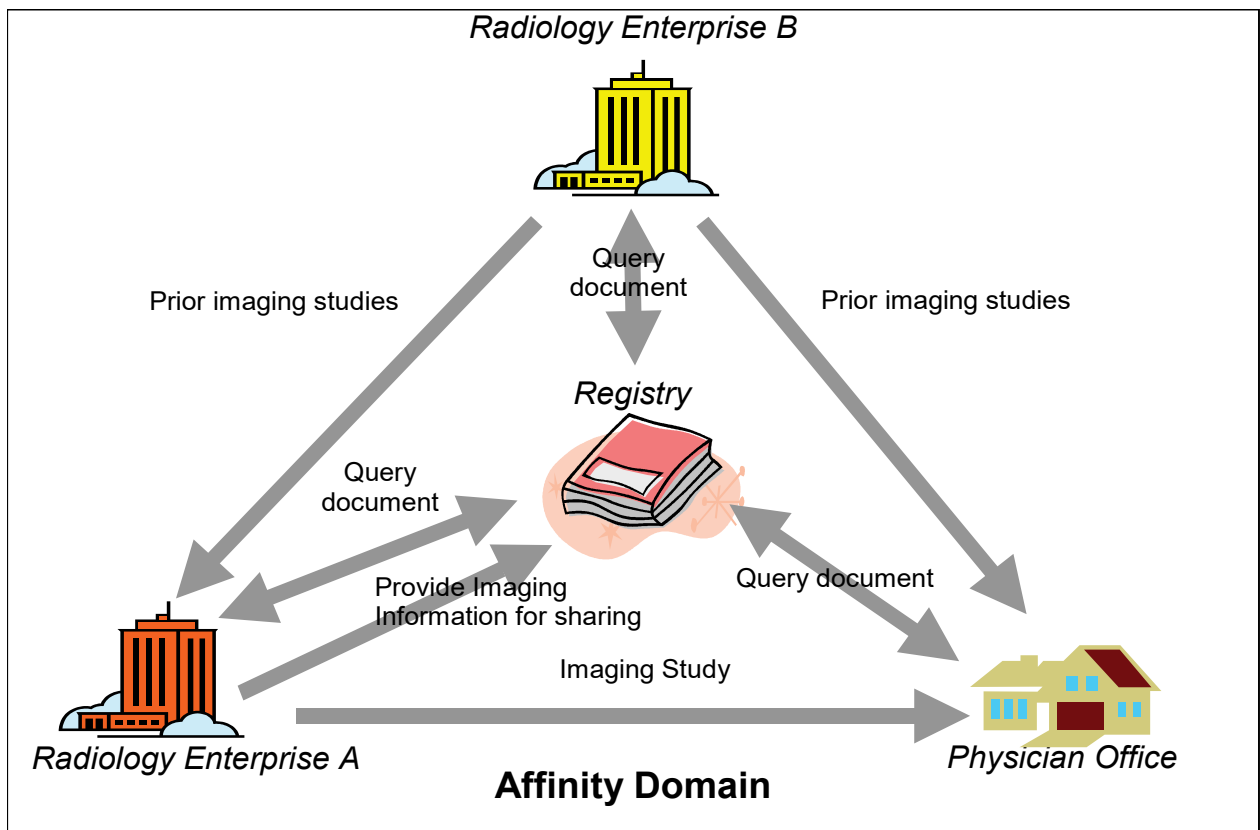 Radiology Enterprise B
Query
document
Prior imaging studies
Prior imaging studies
Registry
Query
document
Query document
Provide Imaging
Information for sharing
Imaging Study
Radiology Enterprise A
Physician Office
Affinity Domain